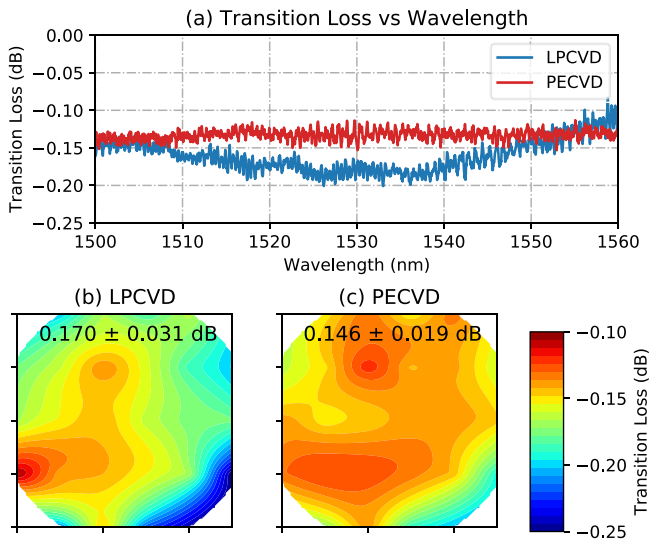 (a) Transition Loss vs Wavelength
Transition Loss (dB)
0.00
−0.05
−0.10
−0.15
−0.20
−0.25
LPCVD
PECVD
1500
1510
1520
1530
1540
1550
1560
Wavelength (nm)
(b) LPCVD
0.170 ± 0.031 dB
(c) PECVD
0.146 ± 0.019 dB
−0.10
−0.15
−0.20
−0.25
Transition Loss (dB)